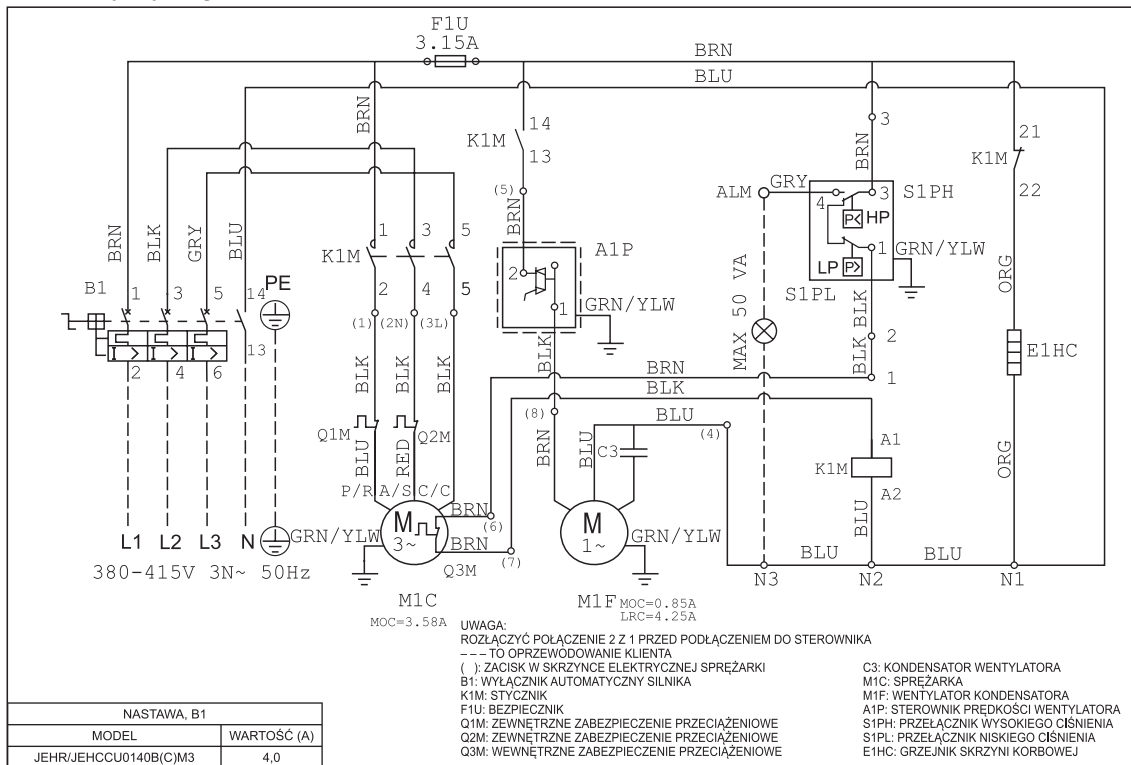 F1U
3.15A
BRN
BLU
BRN
K1M
14
13
(5)
BRN
3
BRN
21
K1M
22
ALM
GRY
4
3
S1PH
P<
HP
1
LP
P>
GRN/YLW
S1PL
BRN
BLK
GRY
BLU
B1
1
3
5
14
13
PE
2
4
6
K1M
1
3
5
2
4
5
(1)
(2N)
(3L)
A1P
2
1
GRN/YLW
MAX 50 VA
ORG
E1HC
BLK
BLK
2
1
BLK
BLK
BLK
BLK
BRN
BLK
Q1M
Q2M
BLU
RED
(8)
BRN
BLU
C3
BLU
(4)
A1
K1M
A2
BLU
ORG
P/R
A/S
C/C
L1
L2
L3
N
GRN/YLW
M
3~
BRN
(6)
BRN
(7)
Q3M
M
1~
GRN/YLW
BLU
BLU
N3
N2
N1
380-415V 3N~ 50Hz
M1C
MOC=3.58A
M1F
MOC=0.85A
LRC=4.25A
UWAGA:
ROZŁĄCZYĆ POŁĄCZENIE 2 Z 1 PRZED PODŁĄCZENIEM DO STEROWNIKA
--- TO OPRZEWODOWANIE KLIENTA
( ): ZACISK W SKRZYNCE ELEKTRYCZNEJ SPRĘŻARKI
B1: WYŁĄCZNIK AUTOMATYCZNY SILNIKA
K1M: STYCZNIK
F1U: BEZPIECZNIK
Q1M: ZEWNĘTRZNE ZABEZPIECZENIE PRZECIĄŻENIOWE
Q2M: ZEWNĘTRZNE ZABEZPIECZENIE PRZECIĄŻENIOWE
Q3M: WEWNĘTRZNE ZABEZPIECZENIE PRZECIĄŻENIOWE
C3: KONDENSATOR WENTYLATORA
M1C: SPRĘŻARKA
M1F: WENTYLATOR KONDENSATORA
A1P: STEROWNIK PRĘDKOŚCI WENTYLATORA
S1PH: PRZEŁĄCZNIK WYSOKIEGO CIŚNIENIA
S1PL: PRZEŁĄCZNIK NISKIEGO CIŚNIENIA
E1HC: GRZEJNIK SKRZYNI KORBOWEJ
NASTAWA, B1
MODEL WARTOŚĆ (A)
JEHR/JEHCCU0140B(C)M3 4,0